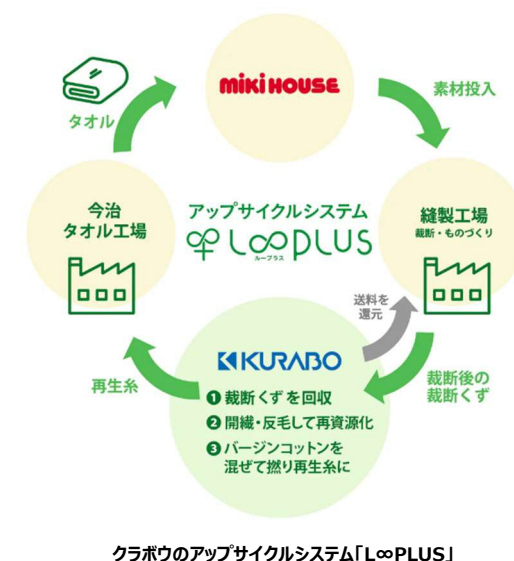 miki HOUSE
素材投入
縫製工場
裁断・ものづくり
送料を
還元
裁断後の
裁断くず
KURABO
❶ 裁断くずを回収
❷ 開繊・反毛して再資源化
❸ バージンコットンを
混ぜて撚り再生糸に
再生糸
今治
タオル工場
タオル
アップサイクルシステム
L∞PLUS
ループラス
クラボウのアップサイクルシステム「L∞PLUS」